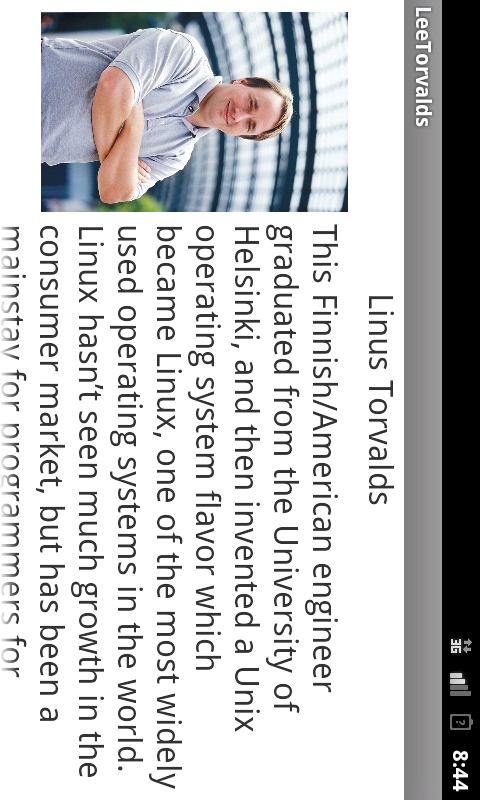 3G 8:44
LeeTorvalds
Linus Torvalds
This Finnish/American engineer
graduated from the University of
Helsinki, and then invented a Unix
operating system flavor which
became Linux, one of the most widely
used operating systems in the world.
Linux hasn't seen much growth in the
consumer market, but has been a
mainstay for programmers for